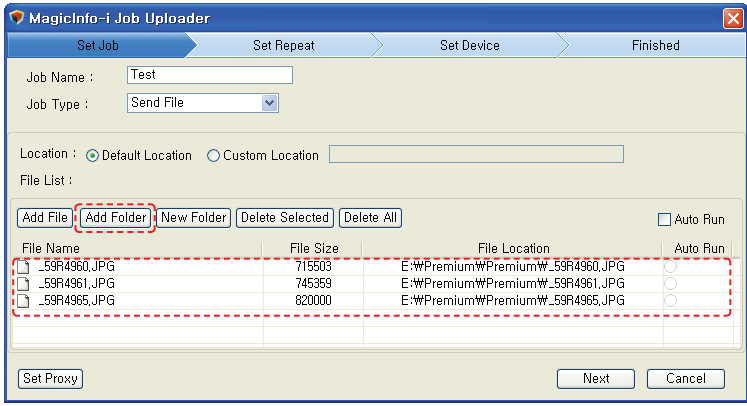 MagicInfo-i Job Uploader
Set Job Set Repeat Set Device Finished
Job Name : Test
Job Type : Send File
Location : Default Location Custom Location
File List :
Add File Add Folder New Folder Delete Selected Delete All Auto Run
File Name File Size File Location Auto Run
_59R4960.JPG 715503 E:₩Premium₩Premium₩_59R4960.JPG
_59R4961.JPG 745359 E:₩Premium₩Premium₩_59R4961.JPG
_59R4965.JPG 820000 E:₩Premium₩Premium₩_59R4965.JPG
Set Proxy Next Cancel